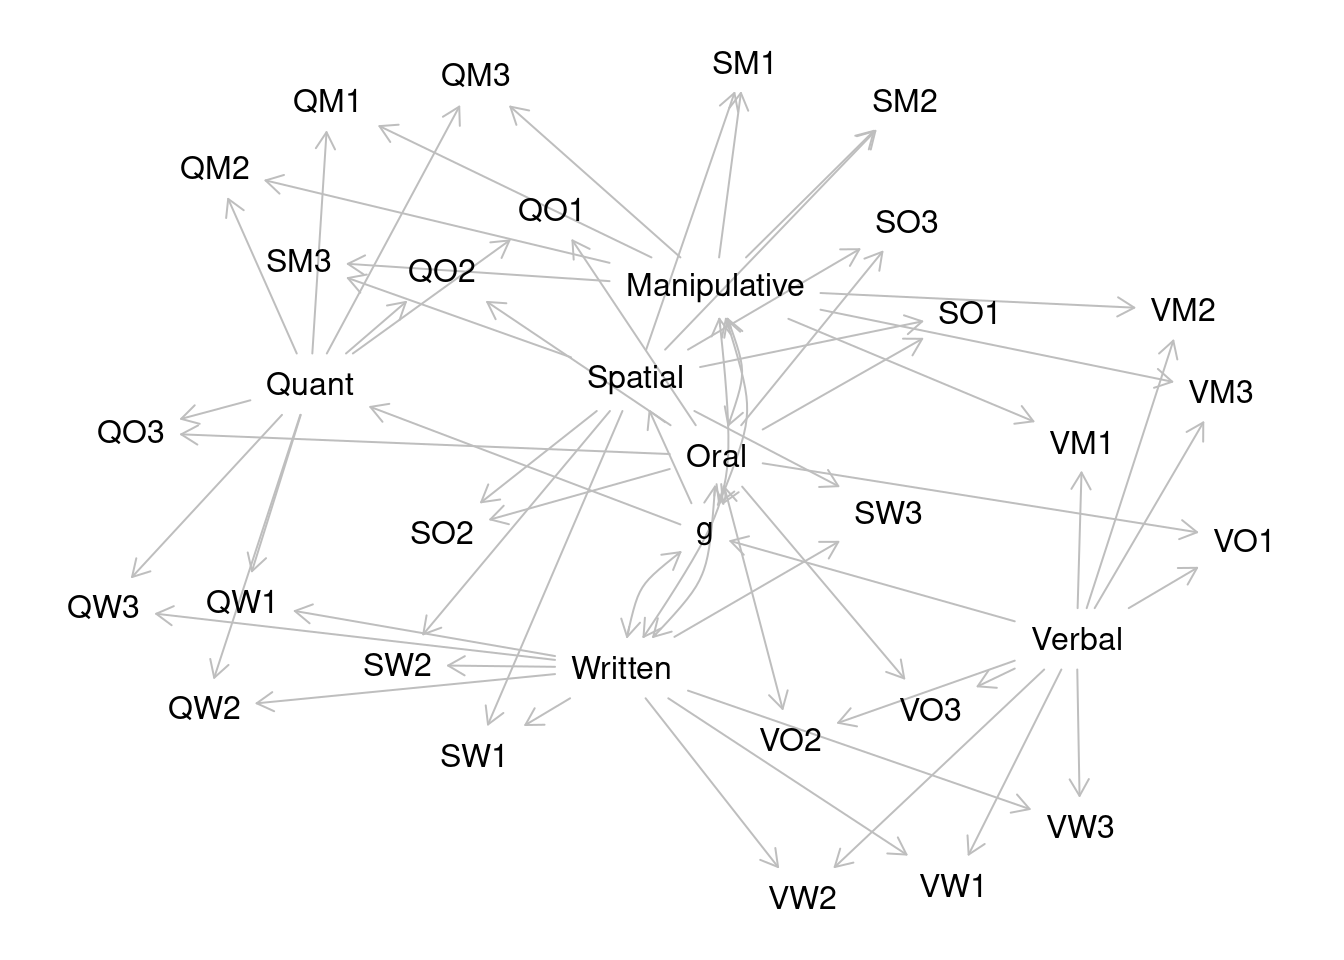 SM1
QM3
QM1
SM2
QM2
QO1
SO3
SM3
QO2
Manipulative
VM2
SO1
Spatial
Quant
VM3
QO3
VM1
Oral
SW3
g
SO2
VO1
QW1
QW3
Verbal
SW2
Written
QW2
VO3
VO2
SW1
VW3
VW1
VW2